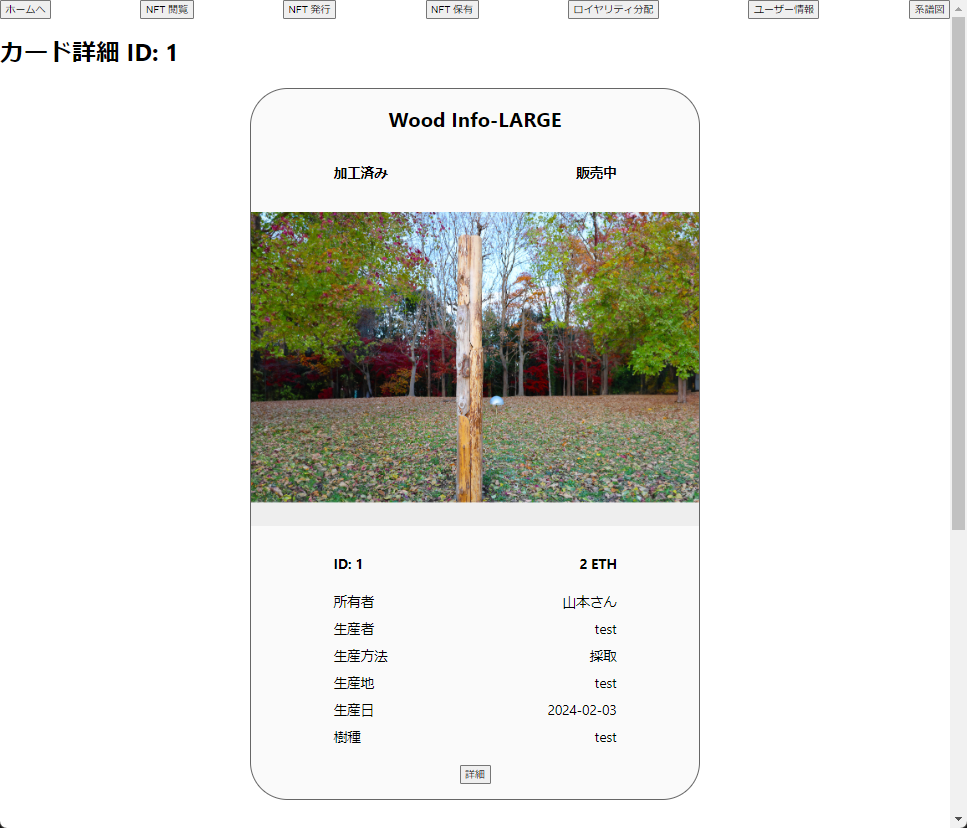 ホームへ NFT 閲覧 NFT 発行 NFT 保有 ロイヤリティ分配 ユーザー情報 系譜図
カード詳細 ID: 1
Wood Info-LARGE
加工済み 販売中
ID: 1 2 ETH
所有者 山本さん
生産者 test
生産方法 採取
生産地 test
生産日 2024-02-03
樹種 test
詳細